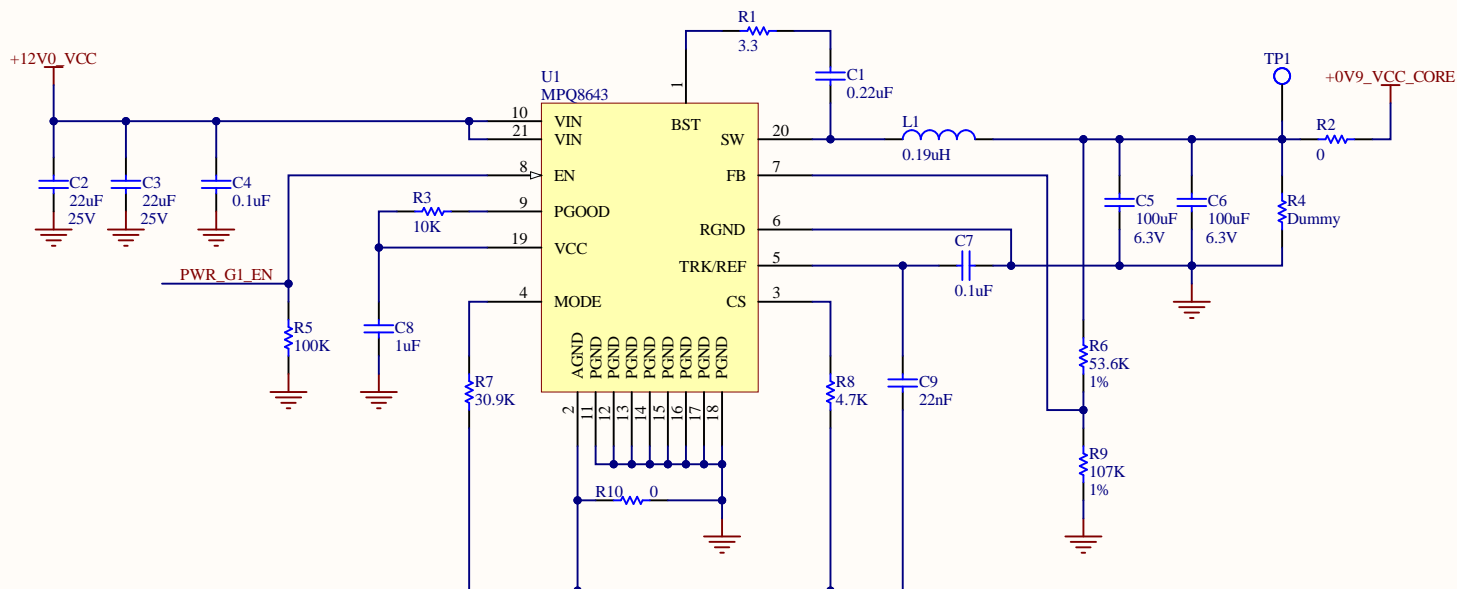 R1
3.3
TP1
+12V0_VCC
+0V9_VCC_CORE
U1
MPQ8643
C1
0.22uF
1
10
VIN
BST
21
VIN
SW
20
L1
0.19uH
R2
0
8
EN
FB
7
C2
22uF
25V
C3
22uF
25V
C4
0.1uF
R3
10K
9
PGOOD
C5
100uF
6.3V
C6
100uF
6.3V
R4
Dummy
RGND
6
19
VCC
C7
0.1uF
TRK/REF
5
PWR_G1_EN
4
MODE
CS
3
R5
100K
C8
1uF
AGND
PGND
PGND
PGND
PGND
PGND
PGND
PGND
PGND
R6
53.6K
1%
R7
30.9K
R8
4.7K
C9
22nF
2
11
12
13
14
15
16
17
18
R9
107K
1%
R10
0